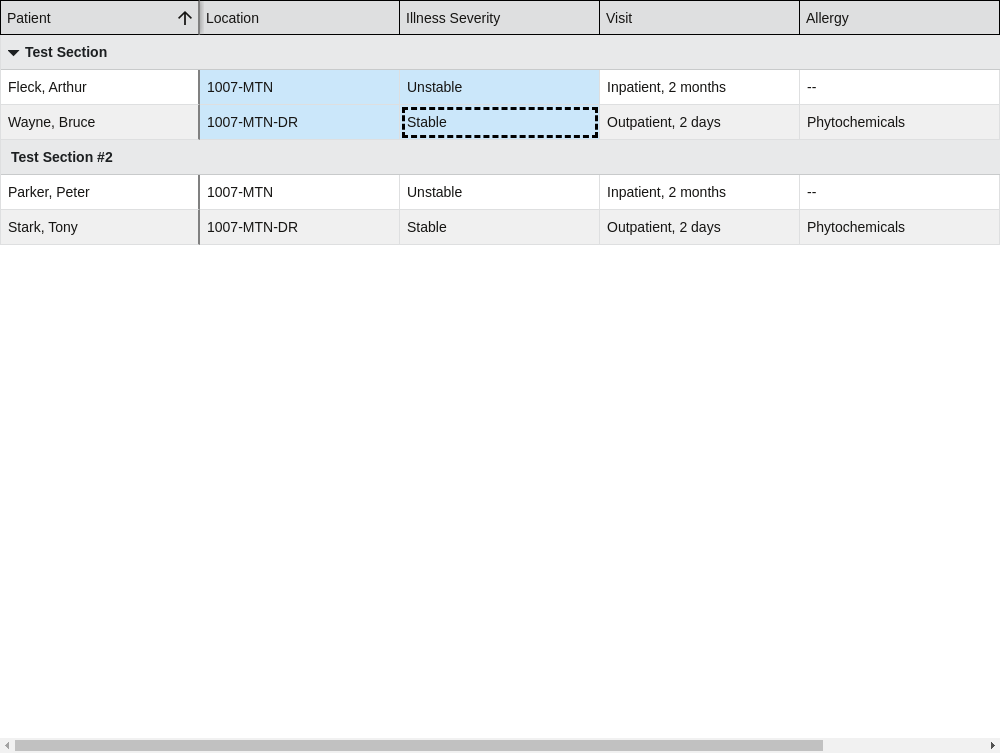 Patient Location Illness Severity Visit Allergy
Test Section
Fleck, Arthur 1007-MTN Unstable Inpatient, 2 months --
Wayne, Bruce 1007-MTN-DR Stable Outpatient, 2 days Phytochemicals
Test Section #2
Parker, Peter 1007-MTN Unstable Inpatient, 2 months --
Stark, Tony 1007-MTN-DR Stable Outpatient, 2 days Phytochemicals